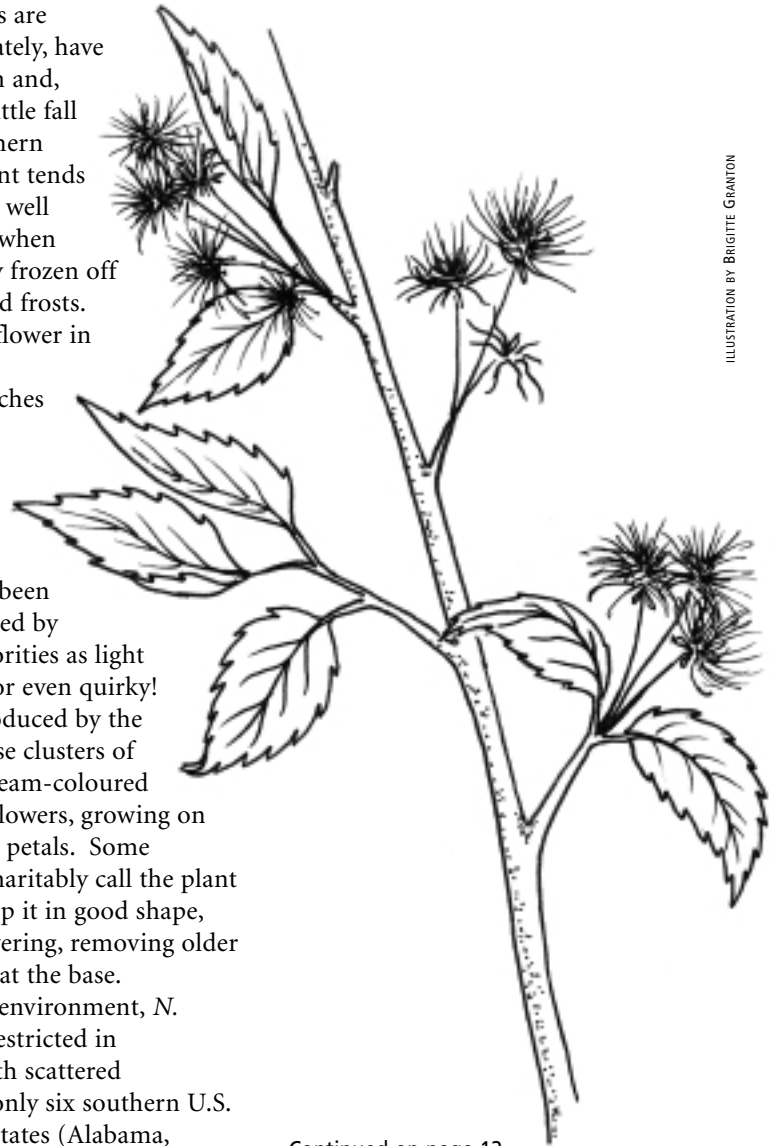 s are
ately, have
n and,
ttle fall
hern
nt tends
well
when
y frozen off
d frosts.
flower in
ches
been
ed by
orities as light
or even quirky!
oduced by the
se clusters of
eam-coloured
lowers, growing on
petals.  Some
naritably call the plant
p it in good shape,
vering, removing older
at the base.
environment, N.
estricted in
th scattered
only six southern U.S.
tates (Alabama,
Continued on page 12
ILLUSTRATION BY BRIGITTE GRANTON